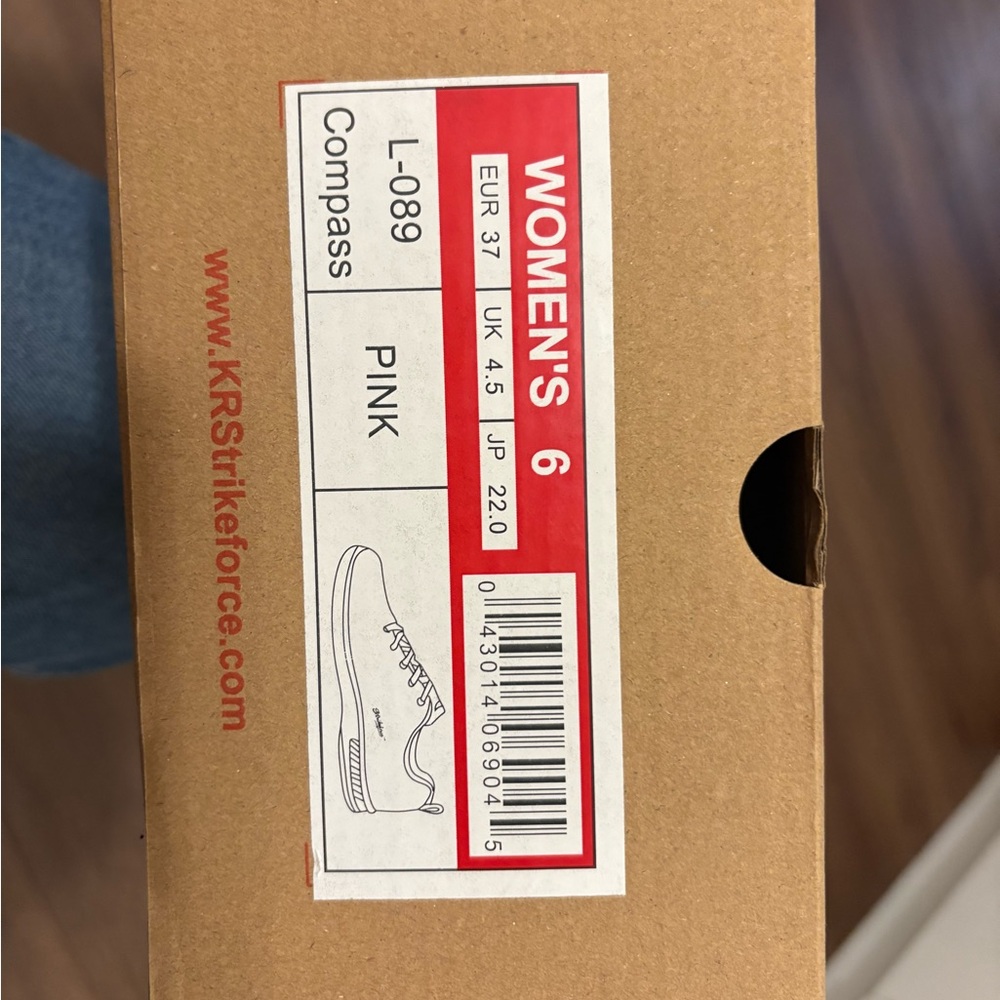 WOMEN'S 6
EUR 37 UK 4.5 JP 22.0
0 43014 06904 5
L-089
Compass
PINK
www.KRStrikeforce.com